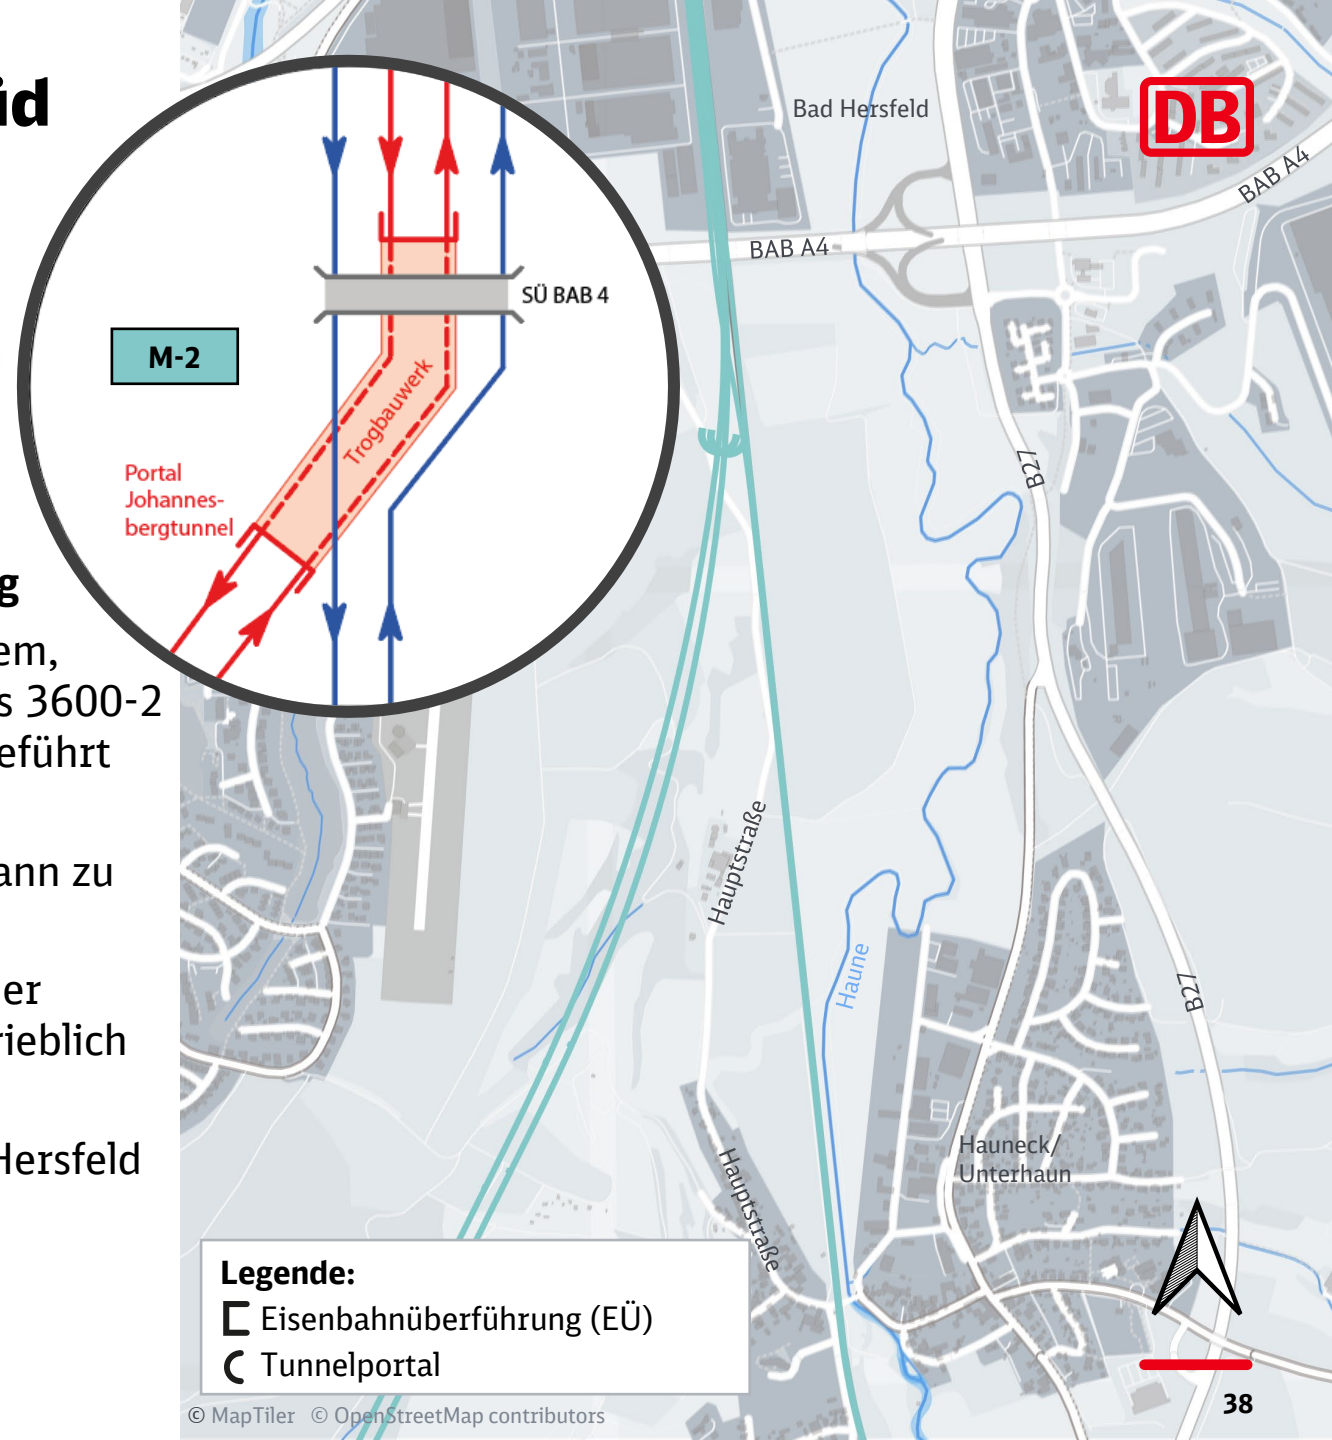 üd
DB
Bad Hersfeld
BAB A4
BAB A4
SÜ BAB 4
M-2
Trogbauwerk
Portal
Johannes-
bergtunnel
B27
g
em,
s 3600-2
eführt
ann zu
er
rieblich
Hersfeld
Hauptstraße
Haune
B27
Hauneck/
Unterhaun
Hauptstraße
Legende:
Eisenbahnüberführung (EÜ)
Tunnelportal
© MapTiler © OpenStreetMap contributors
38